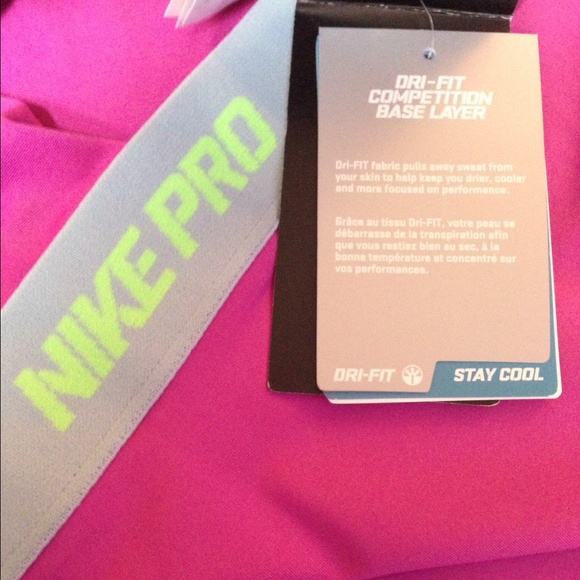 NIKE PRO
DRI-FIT
COMPETITION
BASE LAYER
Dri-FIT fabric pulls away sweat from
your skin to help keep you drier, cooler
and more focused on performance.
Grâce au tissu Dri-FIT, votre peau se
débarrasse de la transpiration afin
que vous restiez bien au sec, à la
bonne température et concentré sur
vos performances.
DRI-FIT
STAY COOL